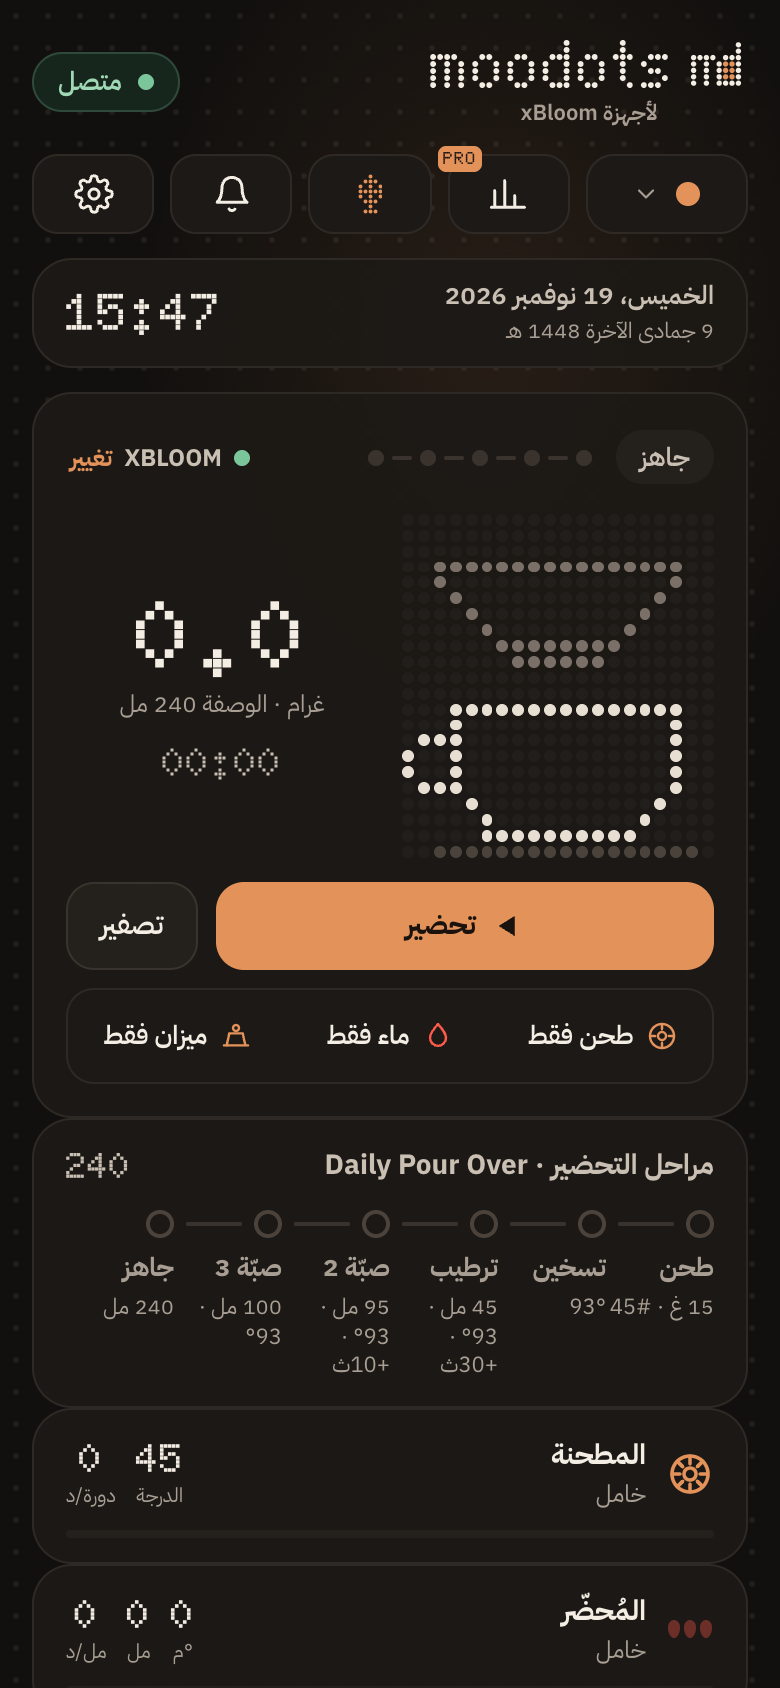 moodots
لأجهزة xBloom
متصل
PRO
الخميس، 19 نوفمبر 2026
9 جمادى الآخرة 1448 هـ
15:47
جاهز
XBLOOM تغيير
0.0
غرام · الوصفة 240 مل
00:00
تحضير
تصفير
طحن فقط
ماء فقط
ميزان فقط
مراحل التحضير · Daily Pour Over
240
طحن
15 غ · #45
تسخين
93°
ترطيب
45 مل ·
93° ·
+30ث
صبّة 2
95 مل ·
93° ·
+10ث
صبّة 3
100 مل ·
93°
جاهز
240 مل
المطحنة
خامل
45
الدرجة
0
دورة/د
المُحضّر
خامل
0
°م
0
مل
0
مل/د